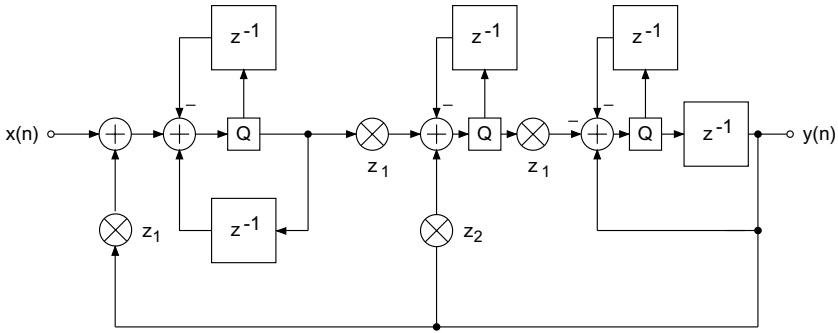 z⁻¹ z⁻¹ z⁻¹
− − − −
x(n) + + Q + Q + Q z⁻¹ y(n)
z₁ z₁
z₁ z⁻¹ z₂